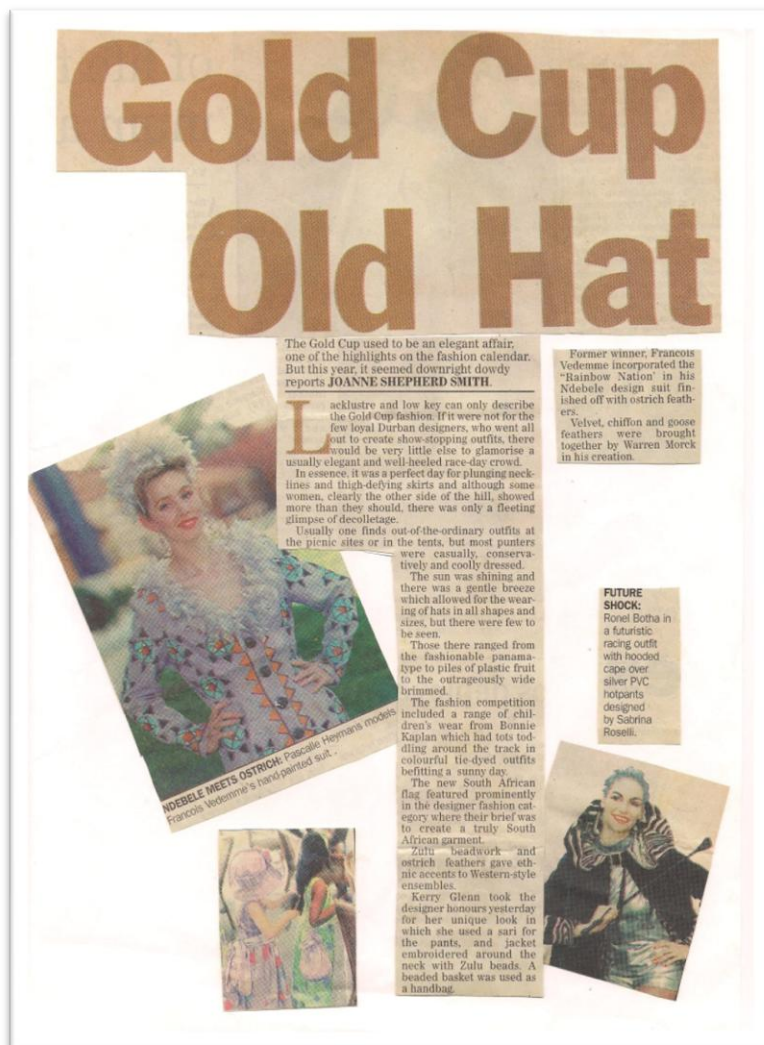 Gold Cup
Old Hat
The Gold Cup used to be an elegant affair,
one of the highlights on the fashion calendar.
But this year, it seemed downright dowdy
reports JOANNE SHEPHERD SMITH.
Lacklustre and low key can only describe
the Gold Cup fashion. If it were not for the
few loyal Durban designers, who went all
out to create show-stopping outfits, there
would be very little else to glamorise a
usually elegant and well-heeled race-day crowd.
In essence, it was a perfect day for plunging neck-
lines and thigh-defying skirts and although some
women, clearly the other side of the hill, showed
more than they should, there was only a fleeting
glimpse of decolletage.
Usually one finds out-of-the-ordinary outfits at
the picnic sites or in the tents, but most punters
were casually, conserva-
tively and coolly dressed.
The sun was shining and
there was a gentle breeze
which allowed for the wear-
ing of hats in all shapes and
sizes, but there were few to
be seen.
Those there ranged from
the fashionable panama-
type to piles of plastic fruit
to the outrageously wide
brimmed.
The fashion competition
included a range of chil-
dren's wear from Bonnie
Kaplan which had tots tod-
dling around the track in
colourful tie-dyed outfits
befitting a sunny day.
The new South African
flag featured prominently
in the designer fashion cat-
egory where their brief was
to create a truly South
African garment.
Zulu beadwork and
ostrich feathers gave eth-
nic accents to Western-style
ensembles.
Kerry Glenn took the
designer honours yesterday
for her unique look in
which she used a sari for
the pants, and jacket
embroidered around the
neck with Zulu beads. A
beaded basket was used as
a handbag.
Former winner, Francois
Vedemme incorporated the
"Rainbow Nation' in his
Ndebele design suit fin-
ished off with ostrich feath-
ers.
Velvet, chiffon and goose
feathers were brought
together by Warren Morck
in his creation.
NDEBELE MEETS OSTRICH: Pascalle Heymans models
Francois Vedemme's hand-painted suit .
FUTURE
SHOCK:
Ronel Botha in
a futuristic
racing outfit
with hooded
cape over
silver PVC
hotpants
designed
by Sabrina
Roselli.